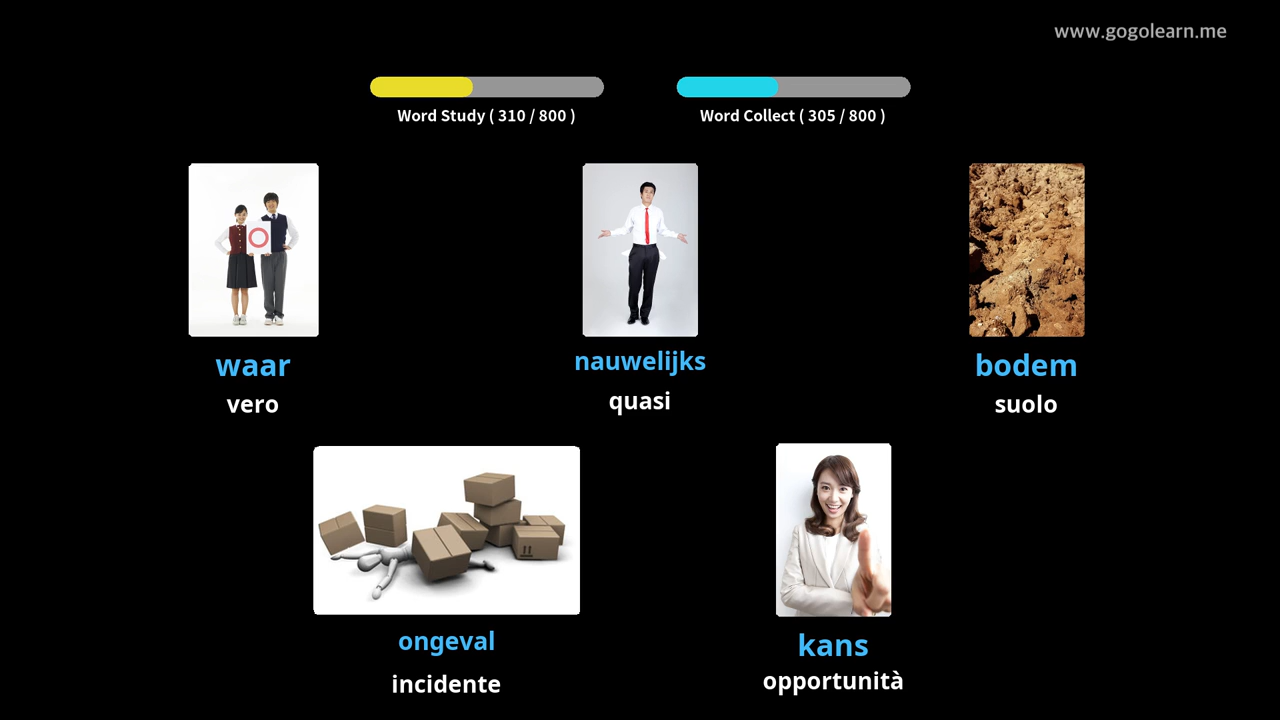 www.gogolearn.me
Word Study ( 310 / 800 )
Word Collect ( 305 / 800 )
waar
vero
nauwelijks
quasi
bodem
suolo
ongeval
incidente
kans
opportunità